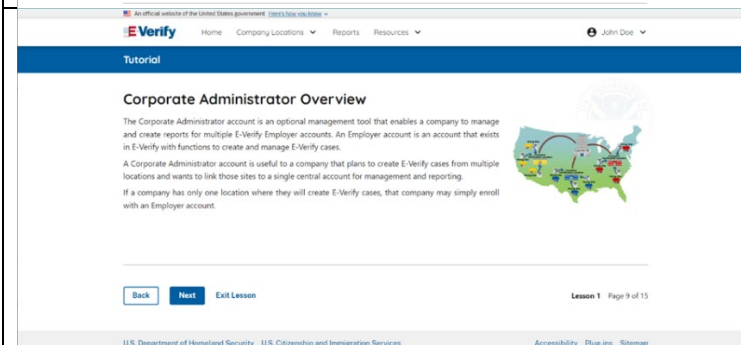 An official website of the United States government Here's how you know
E-Verify Home Company Locations Reports Resources John Doe
Tutorial
Corporate Administrator Overview
The Corporate Administrator account is an optional management tool that enables a company to manage
and create reports for multiple E-Verify Employer accounts. An Employer account is an account that exists
in E-Verify with functions to create and manage E-Verify cases.
A Corporate Administrator account is useful to a company that plans to create E-Verify cases from multiple
locations and wants to link those sites to a single central account for management and reporting.
If a company has only one location where they will create E-Verify cases, that company may simply enroll
with an Employer account.
Back Next Exit Lesson Lesson 1 Page 9 of 15
U.S. Department of Homeland Security U.S. Citizenship and Immigration Services Accessibility Plug-ins Sitemap